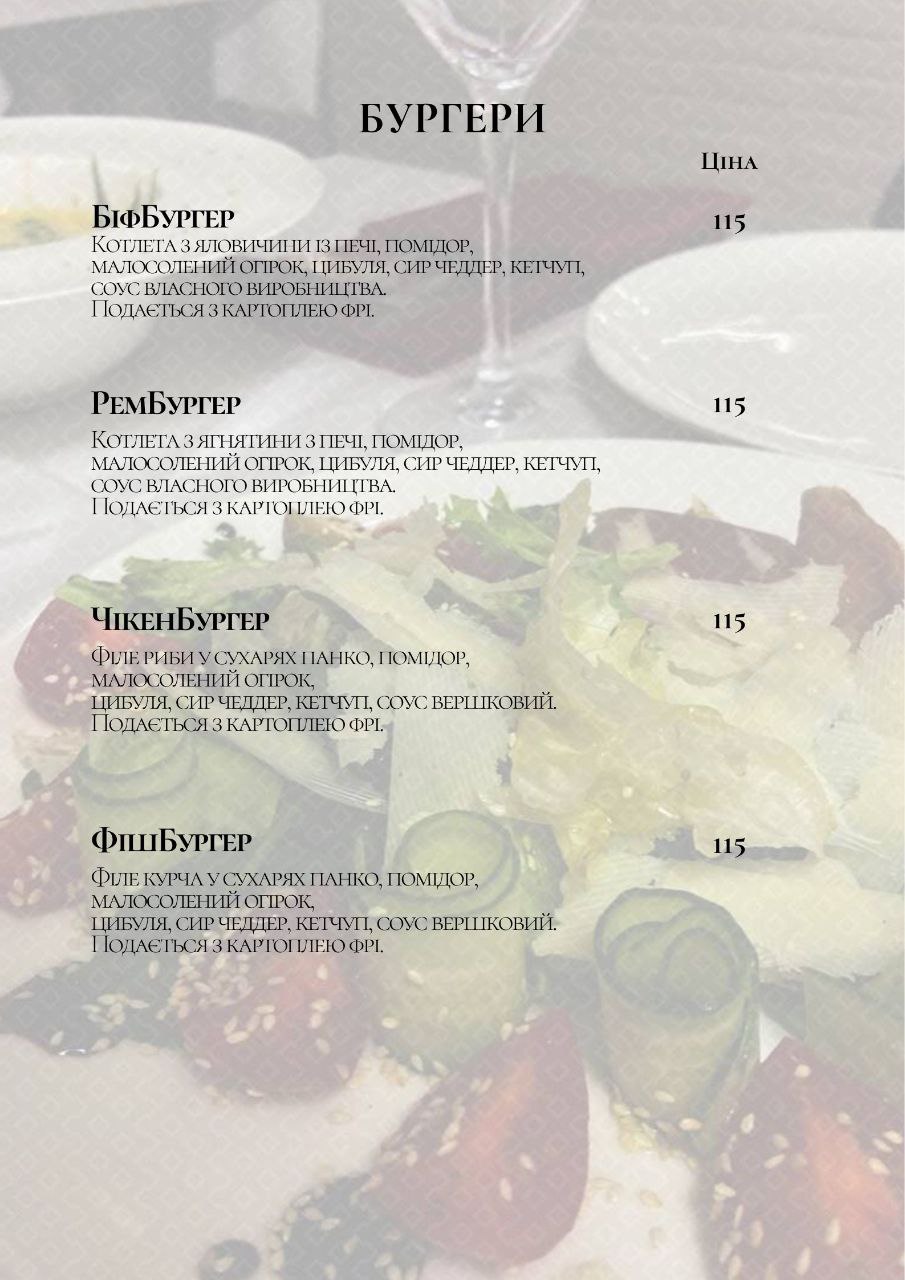 БУРГЕРИ
Ціна
БіфБургер 115
Котлета з яловичини із печі, помідор,
малосолений огірок, цибуля, сир чеддер, кетчуп,
соус власного виробництва.
Подається з картоплею фрі.
РемБургер 115
Котлета з ягнятини з печі, помідор,
малосолений огірок, цибуля, сир чеддер, кетчуп,
соус власного виробництва.
Подається з картоплею фрі.
ЧікенБургер 115
Філе риби у сухарях панко, помідор,
малосолений огірок,
цибуля, сир чеддер, кетчуп, соус вершковий.
Подається з картоплею фрі.
ФішБургер 115
Філе курча у сухарях панко, помідор,
малосолений огірок,
цибуля, сир чеддер, кетчуп, соус вершковий.
Подається з картоплею фрі.